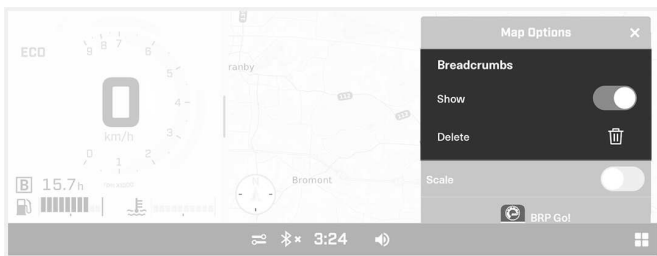 Map Options
ECO
9 8 7 6
5
4
3
2
1
0
km/h
B 15.7h
ranby
112
Bromont
Breadcrumbs
Show
Delete
Scale
BRP Go!
3:24